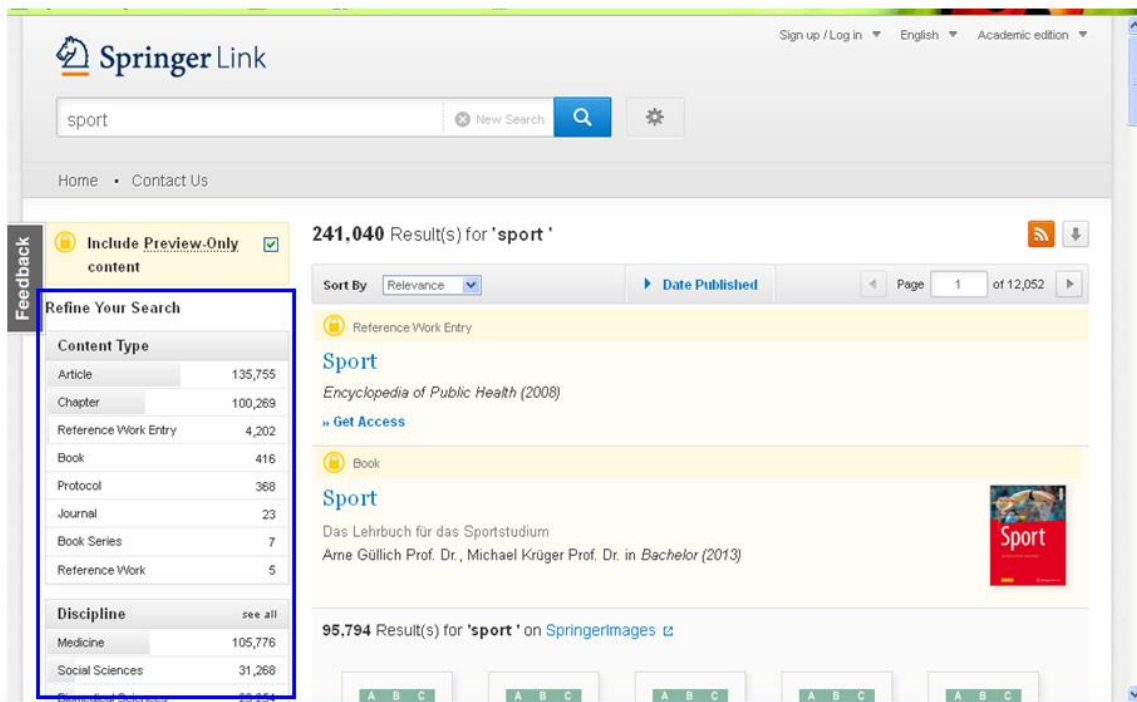 Sign up / Log in English Academic edition
Springer Link
sport New Search
Home • Contact Us
Feedback
Include Preview-Only
content
Refine Your Search
Content Type
Article 135,755
Chapter 100,269
Reference Work Entry 4,202
Book 416
Protocol 368
Journal 23
Book Series 7
Reference Work 5
Discipline see all
Medicine 105,776
Social Sciences 31,268
241,040 Result(s) for 'sport '
Sort By Relevance Date Published Page 1 of 12,052
Reference Work Entry
Sport
Encyclopedia of Public Health (2008)
» Get Access
Book
Sport
Das Lehrbuch für das Sportstudium
Arne Güllich Prof. Dr., Michael Krüger Prof. Dr. in Bachelor (2013)
Sport
95,794 Result(s) for 'sport ' on SpringerImages
A B C A B C A B C A B C A B C